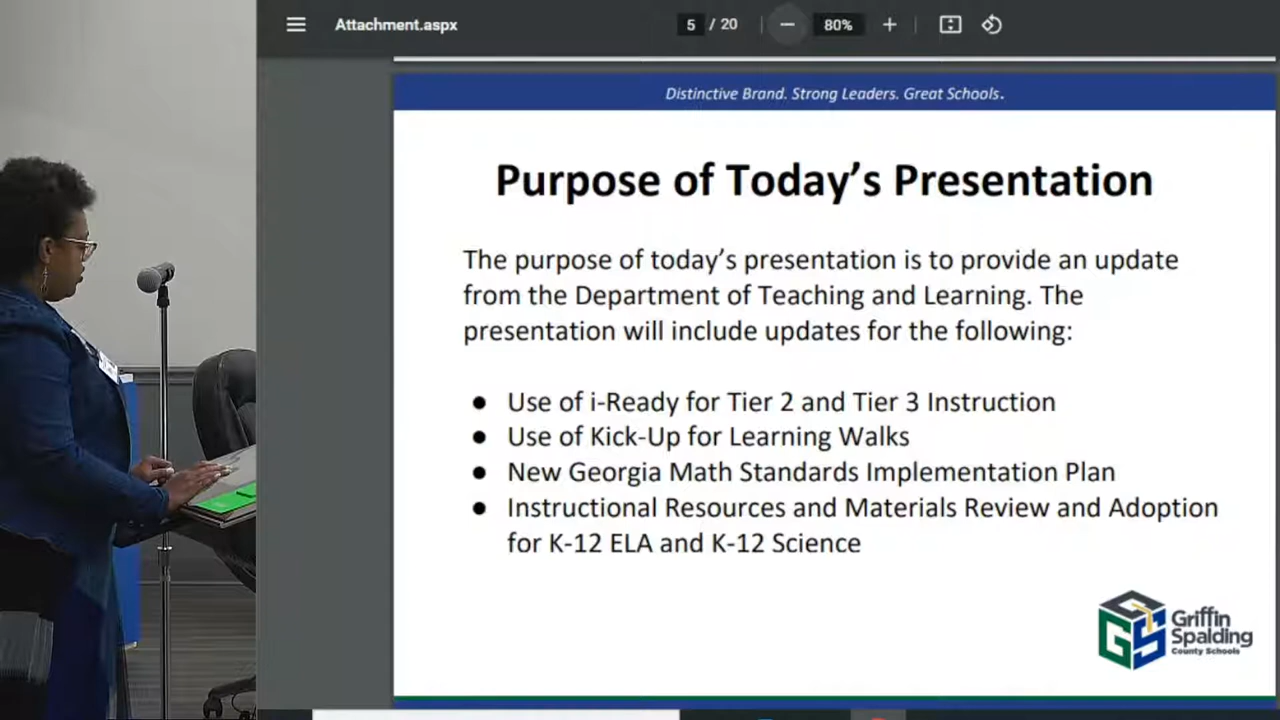 Attachment.aspx
5 / 20
80%
Distinctive Brand. Strong Leaders. Great Schools.
Purpose of Today's Presentation
The purpose of today's presentation is to provide an update
from the Department of Teaching and Learning. The
presentation will include updates for the following:
● Use of i-Ready for Tier 2 and Tier 3 Instruction
● Use of Kick-Up for Learning Walks
● New Georgia Math Standards Implementation Plan
● Instructional Resources and Materials Review and Adoption
for K-12 ELA and K-12 Science
GS
Griffin
Spalding
County Schools